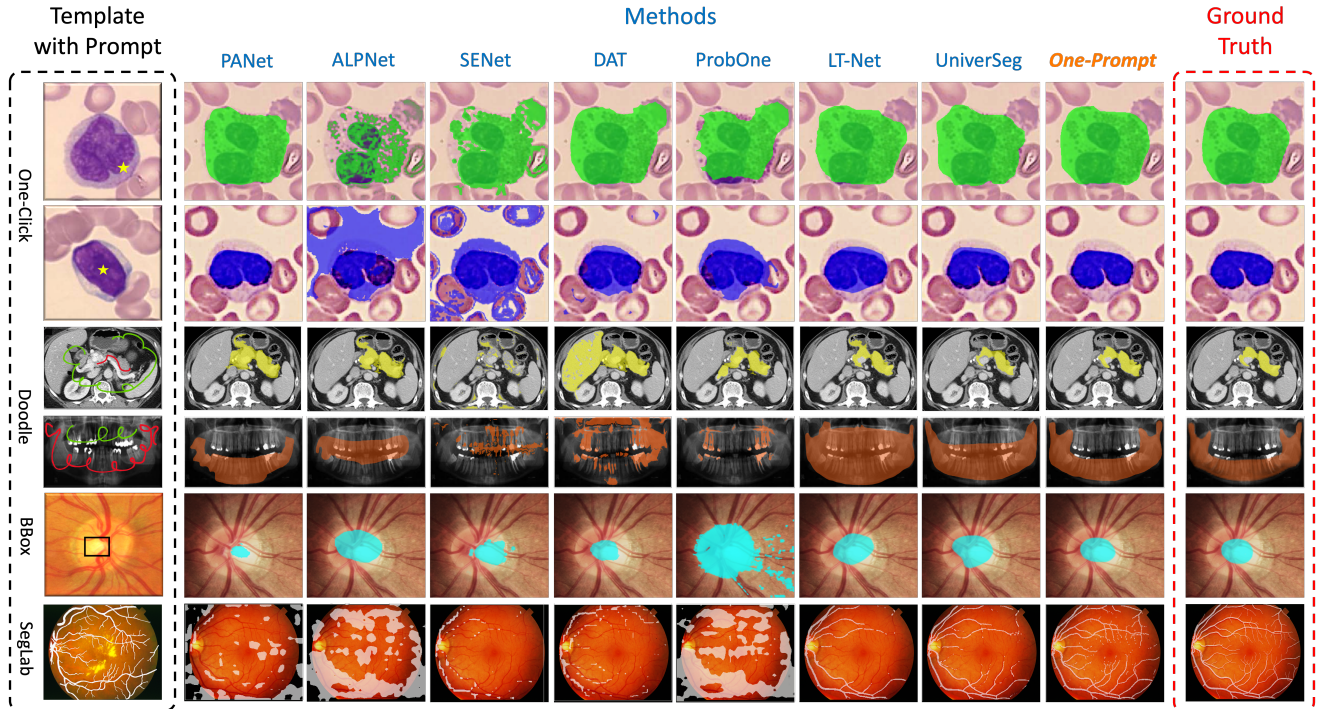 Template
with Prompt
Methods
Ground
Truth
PANet
ALPNet
SENet
DAT
ProbOne
LT-Net
UniverSeg
One-Prompt
One-Click
Doodle
BBox
SegLab